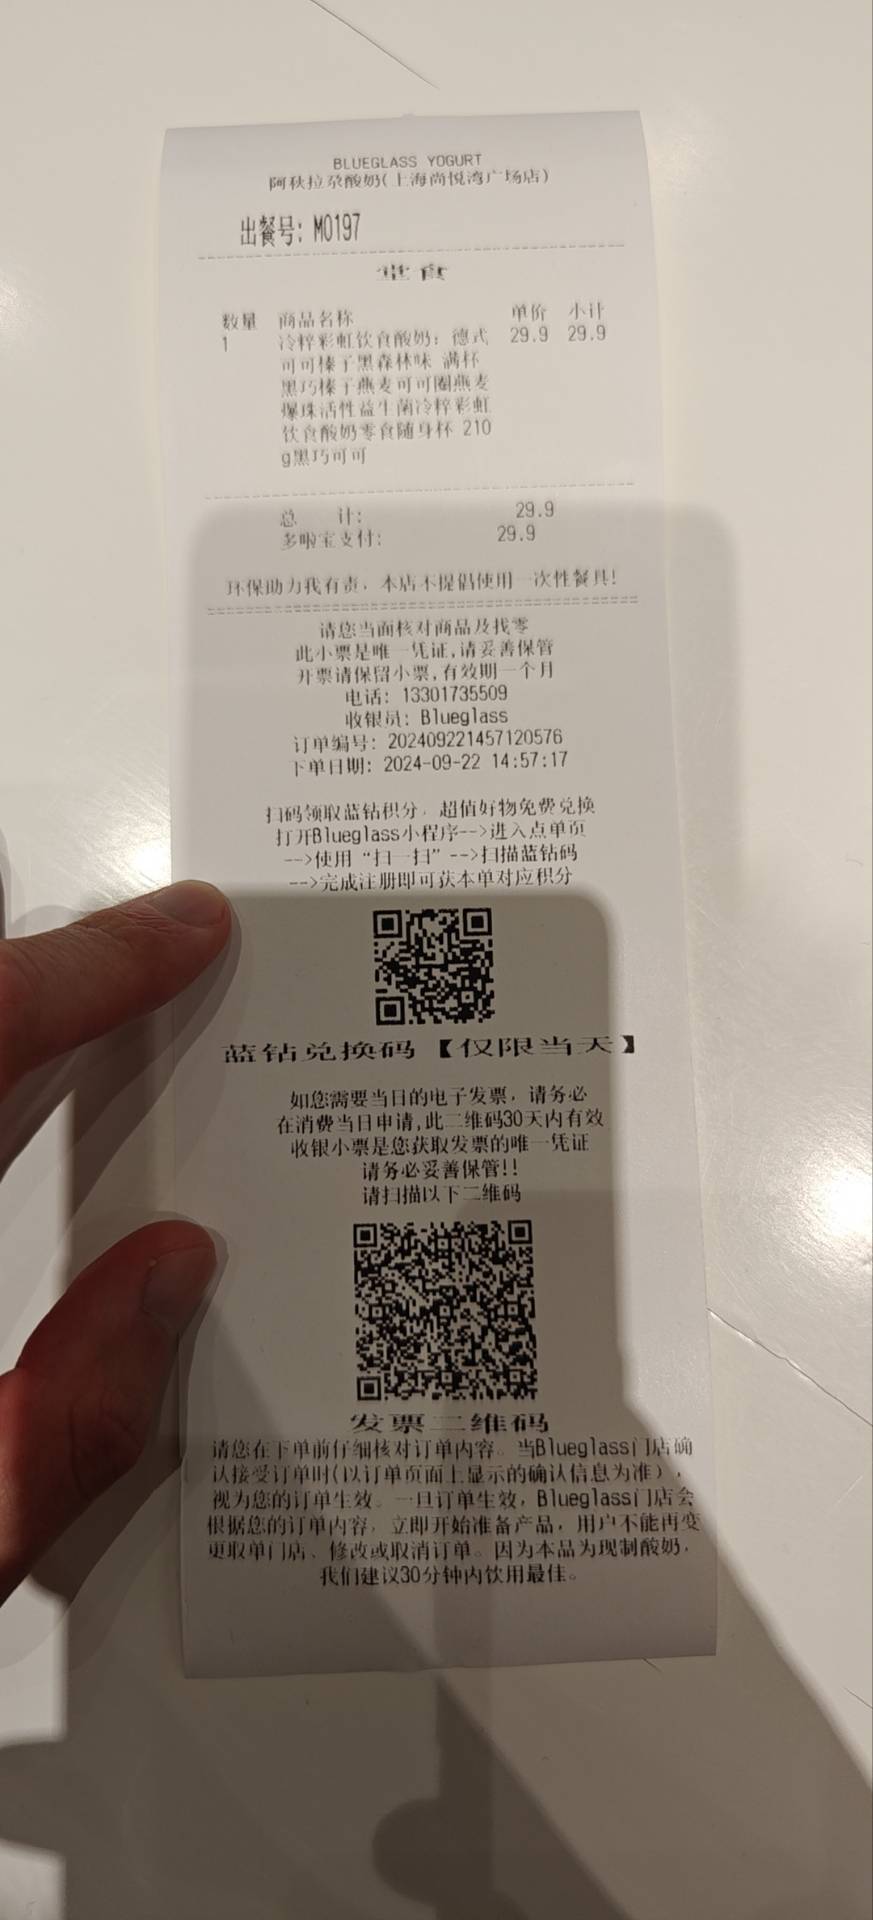 BLUEGLASS YOGURT
阿秋拉尕酸奶(上海尚悦湾广场店)
出餐号: M0197
堂食
数量 商品名称 单价 小计
1 冷粹彩虹饮食酸奶: 德式 29.9 29.9
可可榛子黑森林味 满杯
黑巧榛子燕麦可可圈燕麦
爆珠活性益生菌冷粹彩虹
饮食酸奶零食随身杯 210
g黑巧可可
总 计: 29.9
多啦宝支付: 29.9
环保助力我有责，本店不提倡使用一次性餐具!
请您当面核对商品及找零
此小票是唯一凭证,请妥善保管
开票请保留小票,有效期一个月
电话: 13301735509
收银员: Blueglass
订单编号: 202409221457120576
下单日期: 2024-09-22 14:57:17
扫码领取蓝钻积分，超值好物免费兑换
打开Blueglass小程序-->进入点单页
-->使用“扫一扫”-->扫描蓝钻码
-->完成注册即可获本单对应积分
蓝钻兑换码【仅限当天】
如您需要当日的电子发票，请务必
在消费当日申请,此二维码30天内有效
收银小票是您获取发票的唯一凭证
请务必妥善保管!!
请扫描以下二维码
发票二维码
请您在下单前仔细核对订单内容。当Blueglass门店确
认接受订单时(以订单页面上显示的确认信息为准)，
视为您的订单生效。一旦订单生效，Blueglass门店会
根据您的订单内容，立即开始准备产品，用户不能再变
更取单门店、修改或取消订单。因为本品为现制酸奶，
我们建议30分钟内饮用最佳。